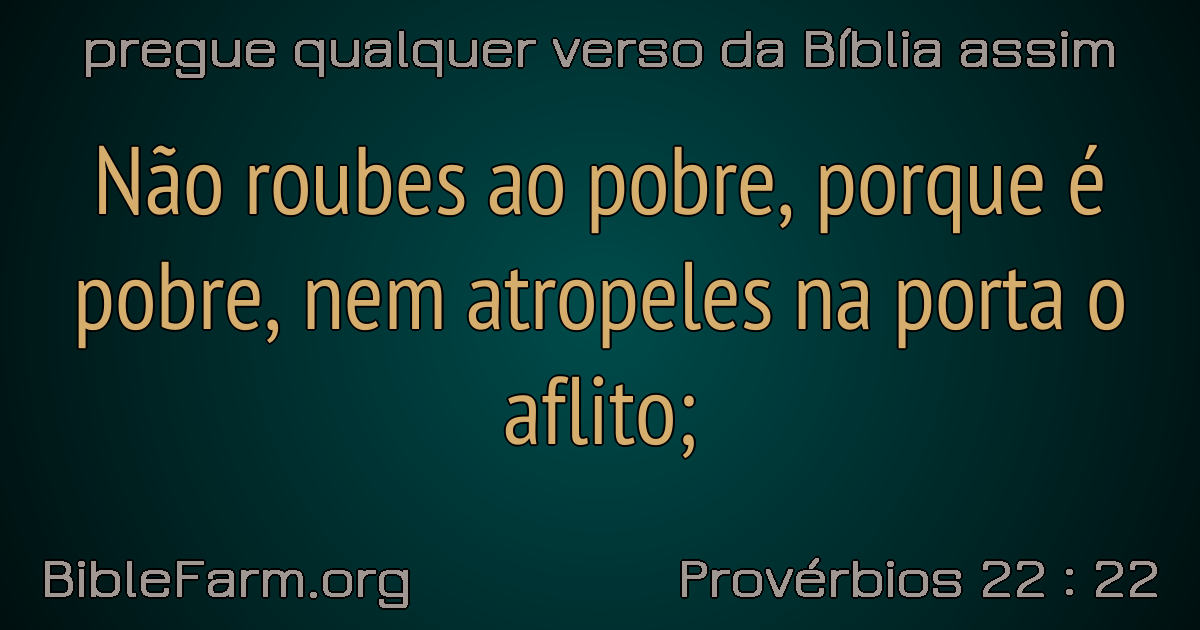 pregue qualquer verso da Bíblia assim
Não roubes ao pobre, porque é
pobre, nem atropeles na porta o
aflito;
BibleFarm.org
Provérbios 22 : 22